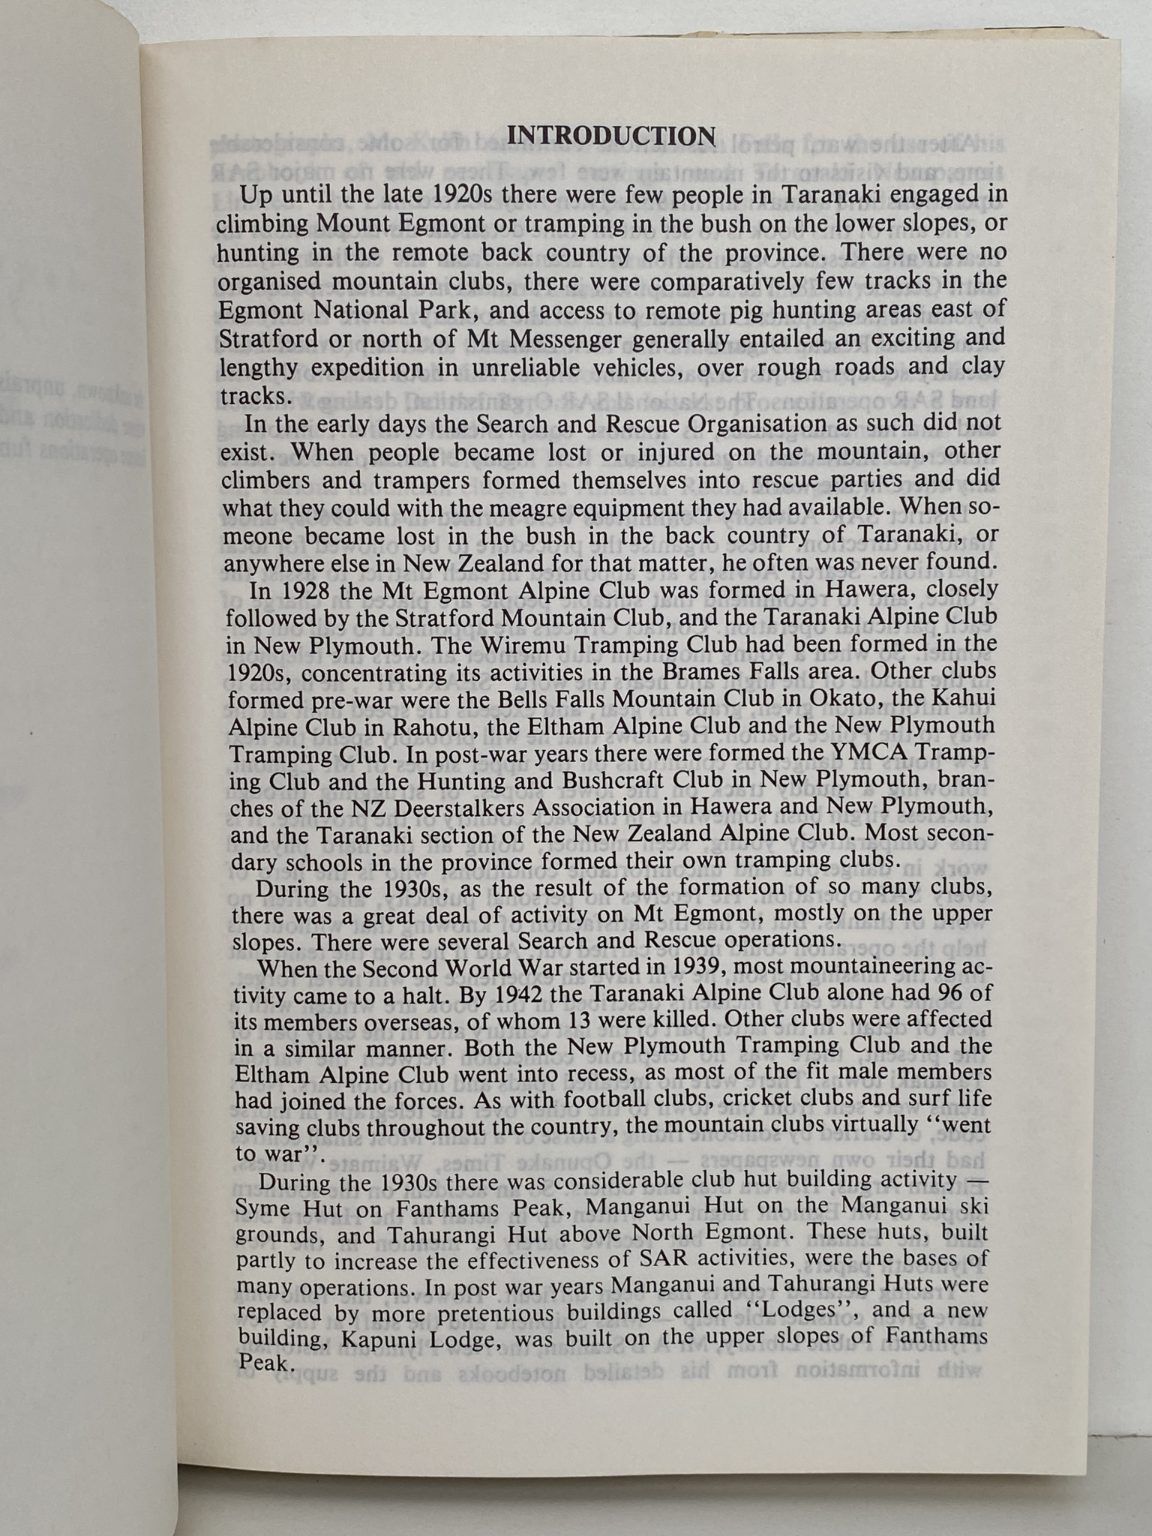 INTRODUCTION
Up until the late 1920s there were few people in Taranaki engaged in
climbing Mount Egmont or tramping in the bush on the lower slopes, or
hunting in the remote back country of the province. There were no
organised mountain clubs, there were comparatively few tracks in the
Egmont National Park, and access to remote pig hunting areas east of
Stratford or north of Mt Messenger generally entailed an exciting and
lengthy expedition in unreliable vehicles, over rough roads and clay
tracks.
In the early days the Search and Rescue Organisation as such did not
exist. When people became lost or injured on the mountain, other
climbers and trampers formed themselves into rescue parties and did
what they could with the meagre equipment they had available. When so-
meone became lost in the bush in the back country of Taranaki, or
anywhere else in New Zealand for that matter, he often was never found.
In 1928 the Mt Egmont Alpine Club was formed in Hawera, closely
followed by the Stratford Mountain Club, and the Taranaki Alpine Club
in New Plymouth. The Wiremu Tramping Club had been formed in the
1920s, concentrating its activities in the Brames Falls area. Other clubs
formed pre-war were the Bells Falls Mountain Club in Okato, the Kahui
Alpine Club in Rahotu, the Eltham Alpine Club and the New Plymouth
Tramping Club. In post-war years there were formed the YMCA Tramp-
ing Club and the Hunting and Bushcraft Club in New Plymouth, bran-
ches of the NZ Deerstalkers Association in Hawera and New Plymouth,
and the Taranaki section of the New Zealand Alpine Club. Most secon-
dary schools in the province formed their own tramping clubs.
During the 1930s, as the result of the formation of so many clubs,
there was a great deal of activity on Mt Egmont, mostly on the upper
slopes. There were several Search and Rescue operations.
When the Second World War started in 1939, most mountaineering ac-
tivity came to a halt. By 1942 the Taranaki Alpine Club alone had 96 of
its members overseas, of whom 13 were killed. Other clubs were affected
in a similar manner. Both the New Plymouth Tramping Club and the
Eltham Alpine Club went into recess, as most of the fit male members
had joined the forces. As with football clubs, cricket clubs and surf life
saving clubs throughout the country, the mountain clubs virtually ‘‘went
to war’’.
During the 1930s there was considerable club hut building activity —
Syme Hut on Fanthams Peak, Manganui Hut on the Manganui ski
grounds, and Tahurangi Hut above North Egmont. These huts, built
partly to increase the effectiveness of SAR activities, were the bases of
many operations. In post war years Manganui and Tahurangi Huts were
replaced by more pretentious buildings called ‘‘Lodges’’, and a new
building, Kapuni Lodge, was built on the upper slopes of Fanthams
Peak.